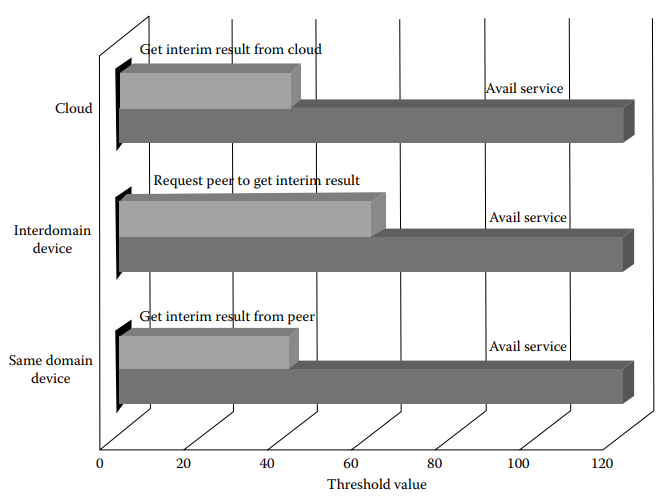 Get interim result from cloud
Avail service
Cloud
Request peer to get interim result
Avail service
Interdomain
device
Get interim result from peer
Avail service
Same domain
device
0 20 40 60 80 100 120
Threshold value